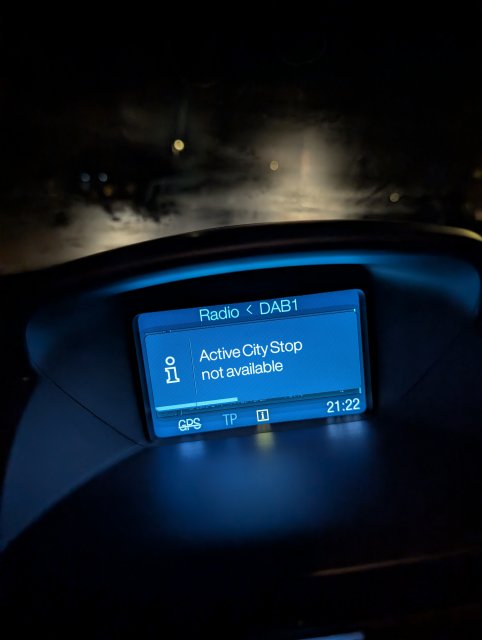 Radio < DAB1
i
Active City Stop
not available
GPS TP i 21:22